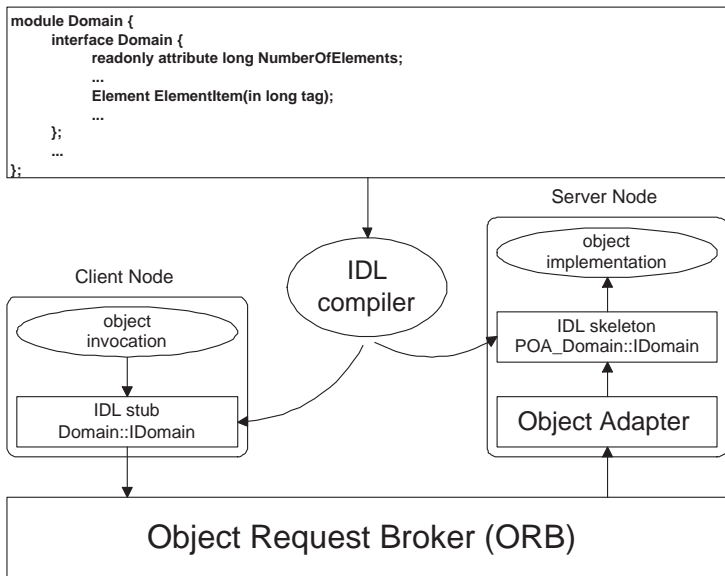 module Domain {
interface Domain {
readonly attribute long NumberOfElements;
...
Element ElementItem(in long tag);
...
};
...
};
Server Node
object
implementation
IDL
compiler
Client Node
object
invocation
IDL skeleton
POA_Domain::IDomain
IDL stub
Domain::IDomain
Object Adapter
Object Request Broker (ORB)